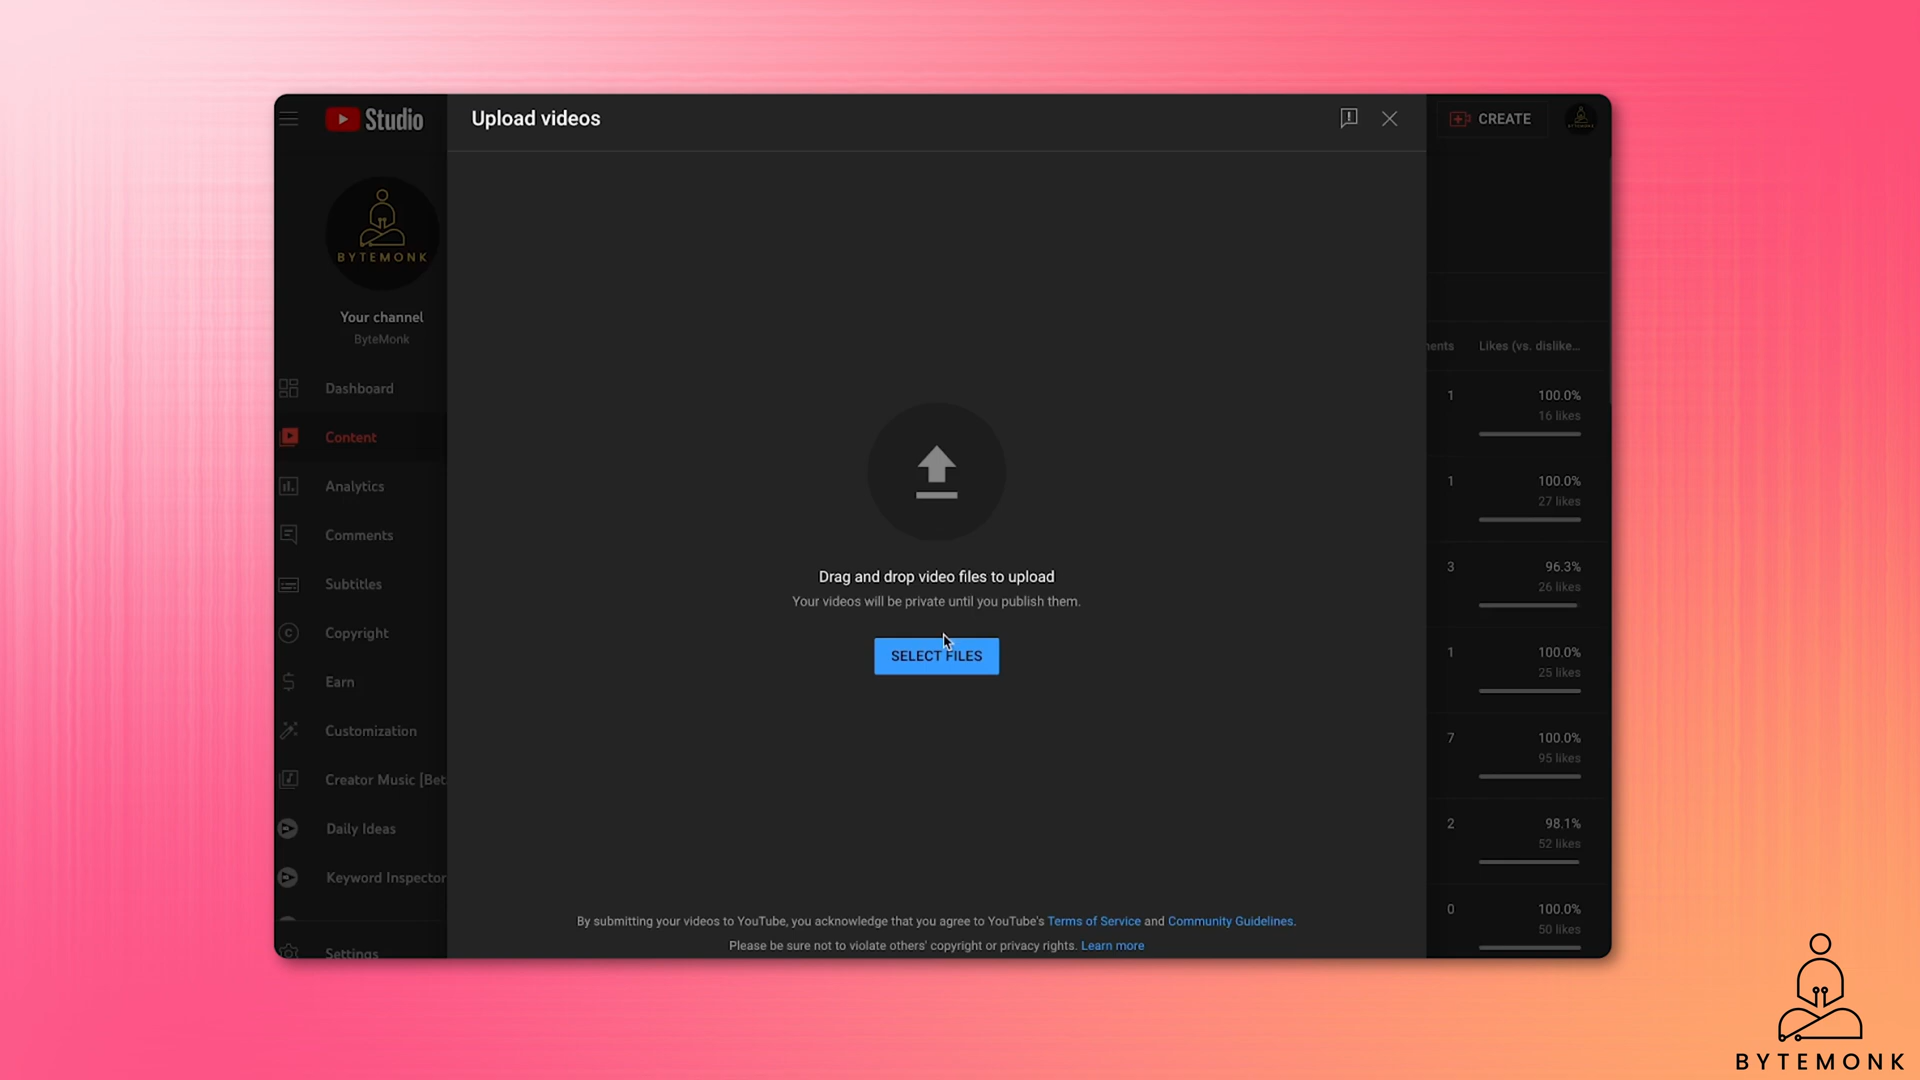 Studio
Upload videos
CREATE
BYTEMONK
Your channel
ByteMonk
Dashboard
Content
Analytics
Comments
Subtitles
Copyright
Earn
Customization
Creator Music [Bet
Daily Ideas
Keyword Inspector
Settings
Drag and drop video files to upload
Your videos will be private until you publish them.
SELECT FILES
By submitting your videos to YouTube, you acknowledge that you agree to YouTube's Terms of Service and Community Guidelines.
Please be sure not to violate others' copyright or privacy rights. Learn more
ents Likes (vs. dislike...
1 100.0%
16 likes
1 100.0%
27 likes
3 96.3%
26 likes
1 100.0%
25 likes
7 100.0%
95 likes
2 98.1%
52 likes
0 100.0%
50 likes
BYTEMONK